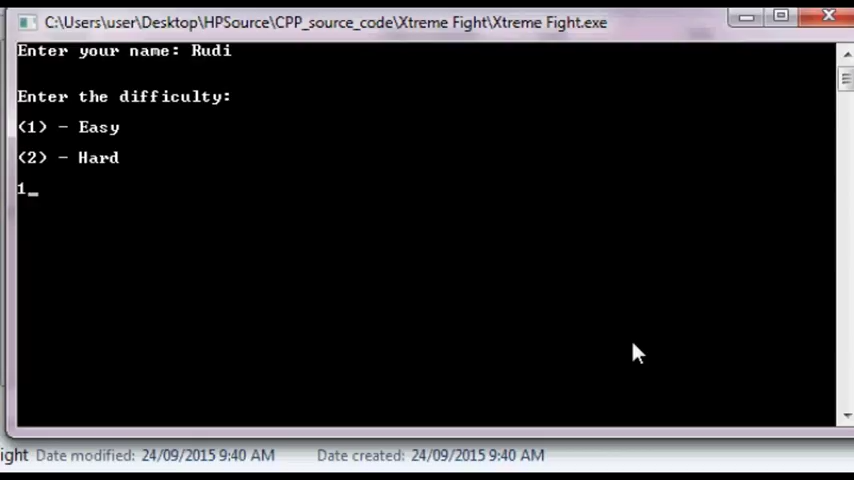 C:\Users\user\Desktop\HPSource\CPP_source_code\Xtreme Fight\Xtreme Fight.exe
Enter your name: Rudi
Enter the difficulty:
(1) - Easy
(2) - Hard
1_
ight Date modified: 24/09/2015 9:40 AM Date created: 24/09/2015 9:40 AM